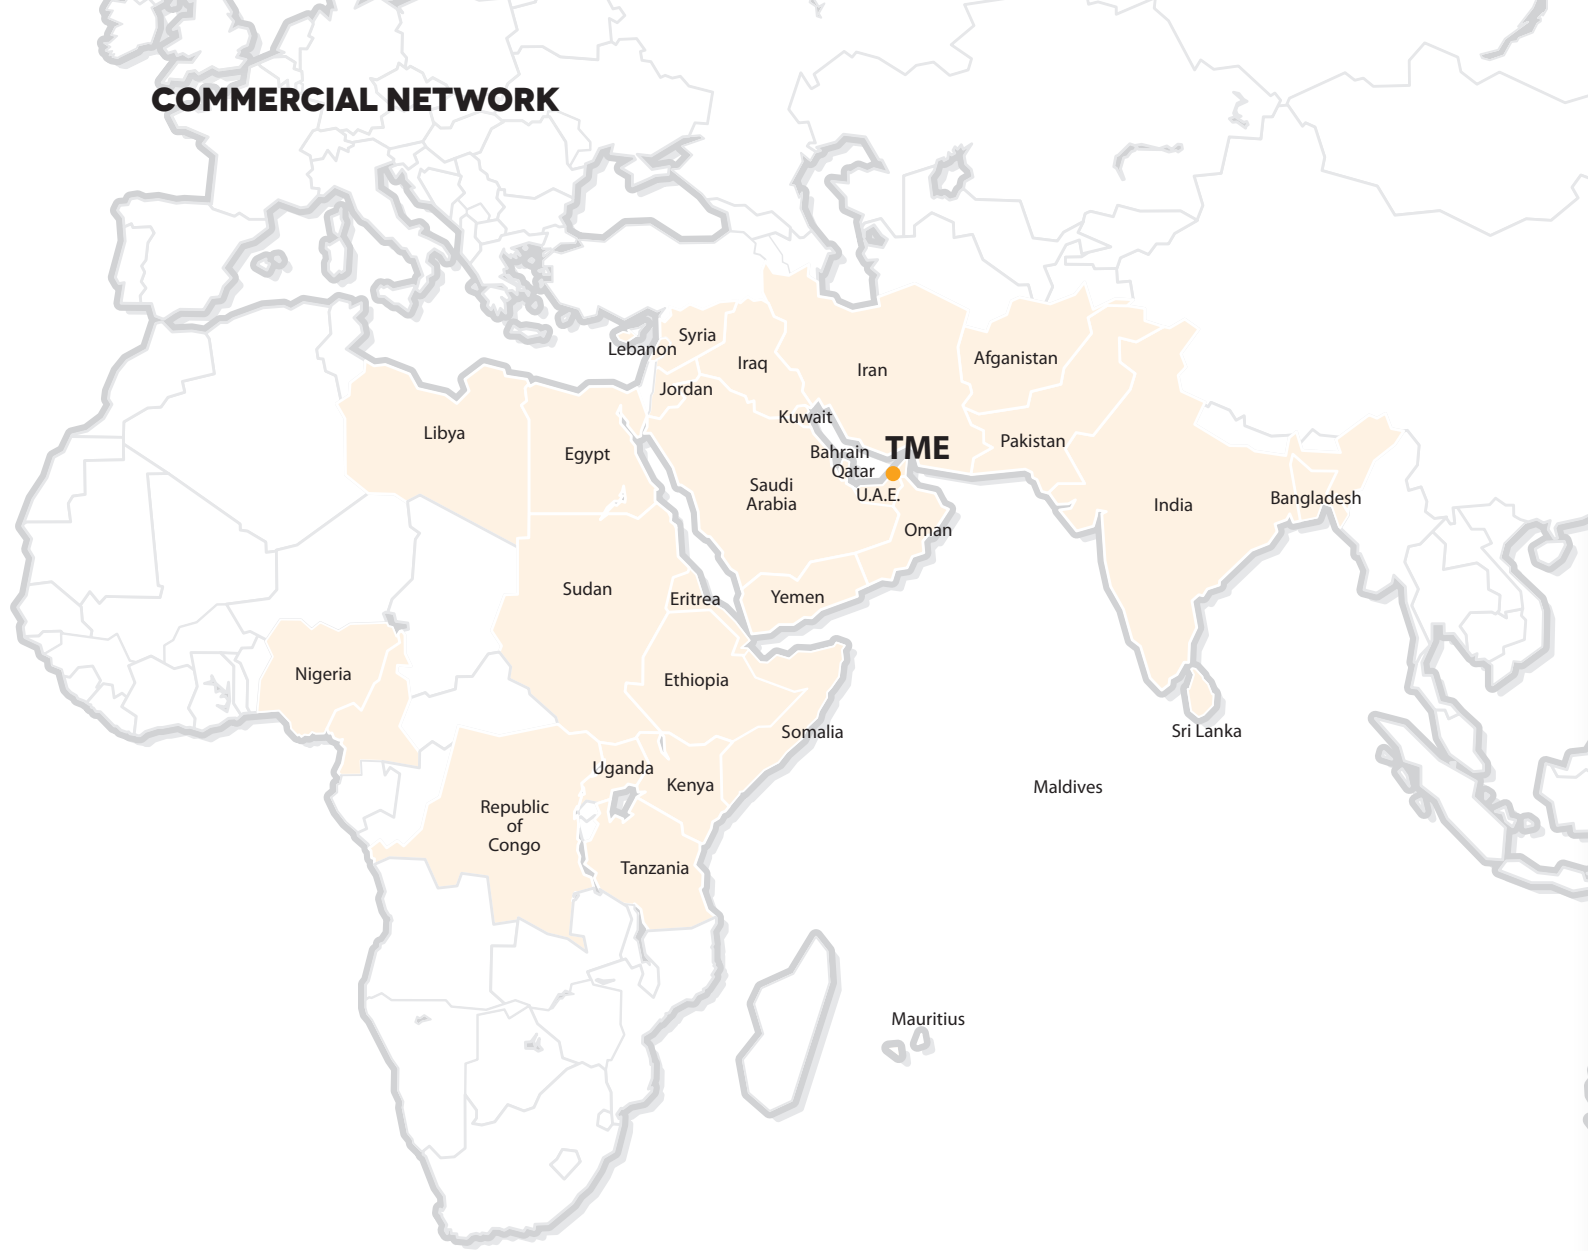 COMMERCIAL NETWORK
Syria
Lebanon
Iraq
Afganistan
Iran
Jordan
Kuwait
Libya
Pakistan
TME
Egypt
Bahrain
Qatar
Saudi
Arabia
U.A.E.
India
Bangladesh
Oman
Sudan
Eritrea
Yemen
Nigeria
Ethiopia
Somalia
Sri Lanka
Uganda
Kenya
Maldives
Republic
of
Congo
Tanzania
Mauritius